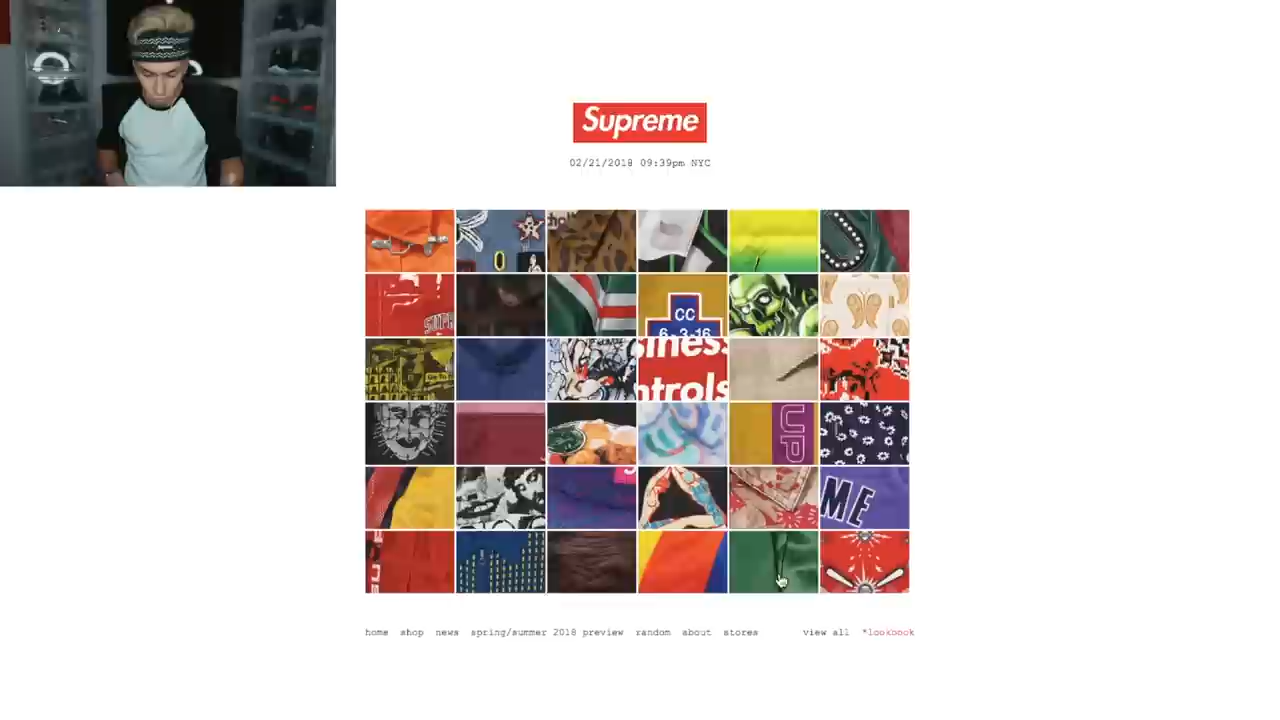 Supreme
02/21/2018 09:39pm NYC
CC
6-3-16
UP
ME
home shop news spring/summer 2018 preview random about stores view all *lookbook